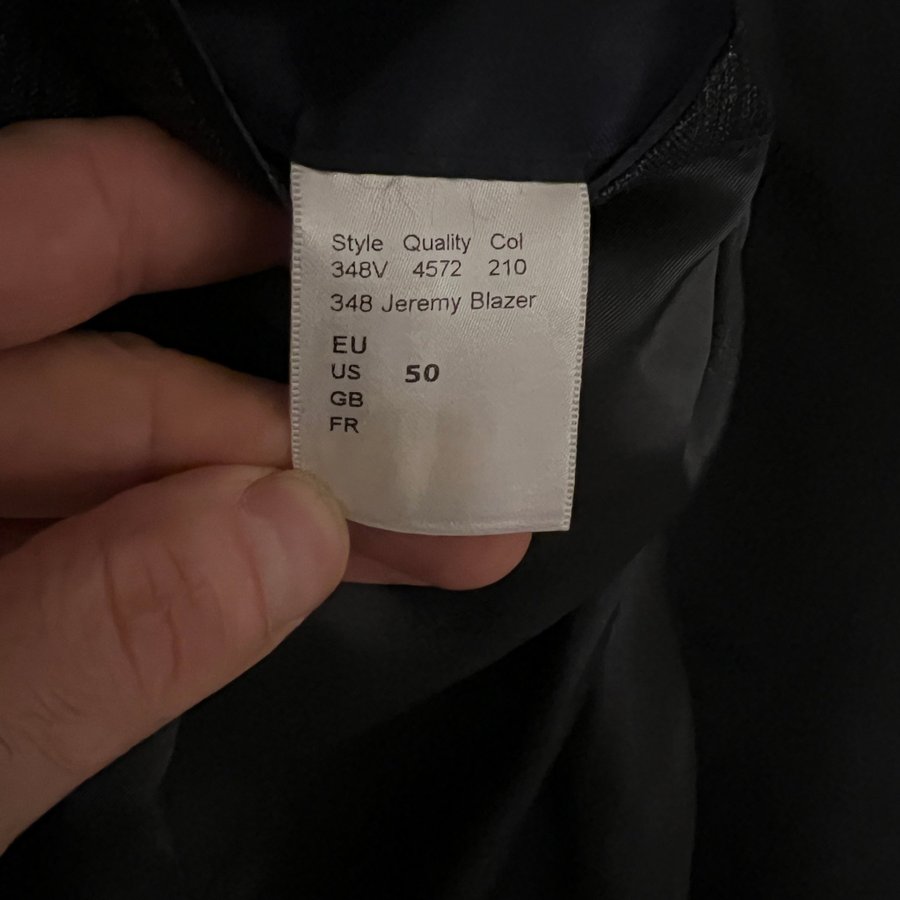 Style Quality Col
348V 4572 210
348 Jeremy Blazer
EU
US 50
GB
FR